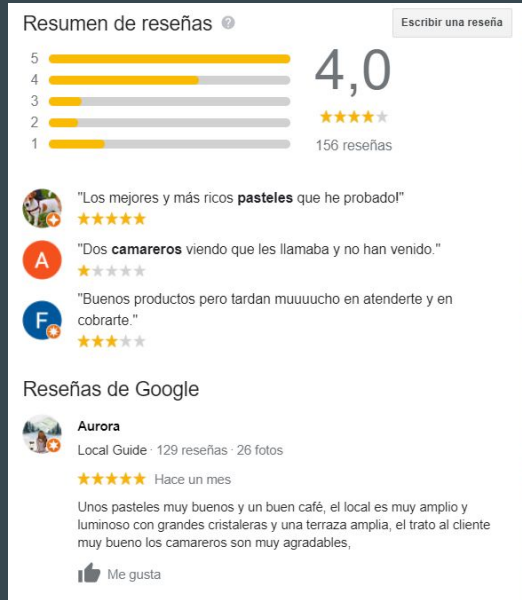 Resumen de reseñas ?
Escribir una reseña
5
4
3
2
1
4,0
156 reseñas
"Los mejores y más ricos pasteles que he probado!"
A
"Dos camareros viendo que les llamaba y no han venido."
F
"Buenos productos pero tardan muuuucho en atenderte y en
cobrarte."
Reseñas de Google
Aurora
Local Guide · 129 reseñas · 26 fotos
Hace un mes
Unos pasteles muy buenos y un buen café, el local es muy amplio y
luminoso con grandes cristaleras y una terraza amplia, el trato al cliente
muy bueno los camareros son muy agradables,
Me gusta